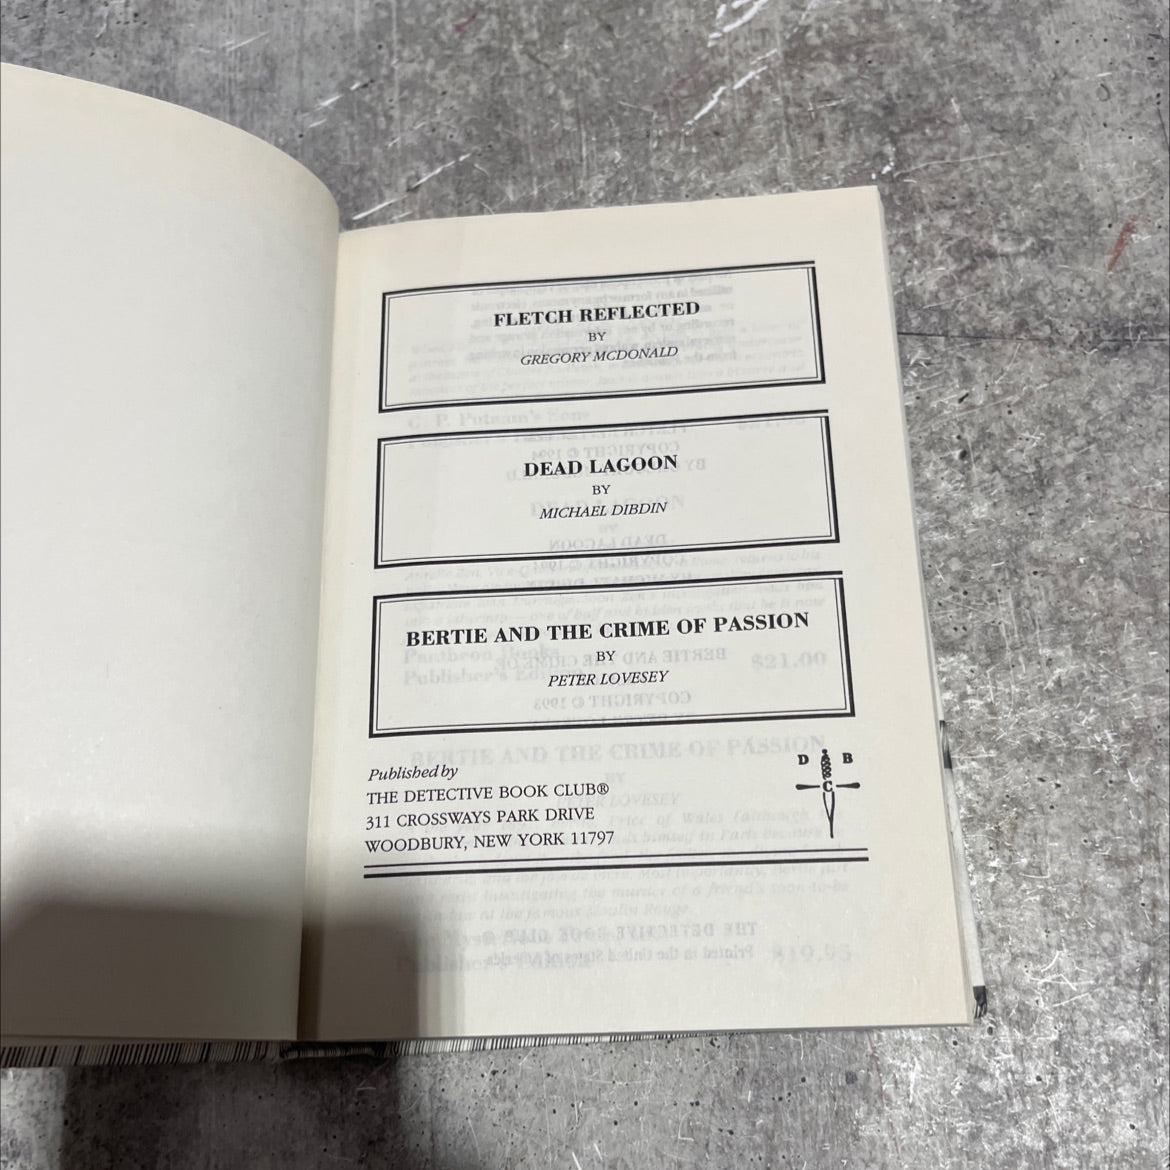 FLETCH REFLECTED
BY
GREGORY MCDONALD
DEAD LAGOON
BY
MICHAEL DIBDIN
BERTIE AND THE CRIME OF PASSION
BY
PETER LOVESEY
Published by
THE DETECTIVE BOOK CLUB®
311 CROSSWAYS PARK DRIVE
WOODBURY, NEW YORK 11797
D B
C